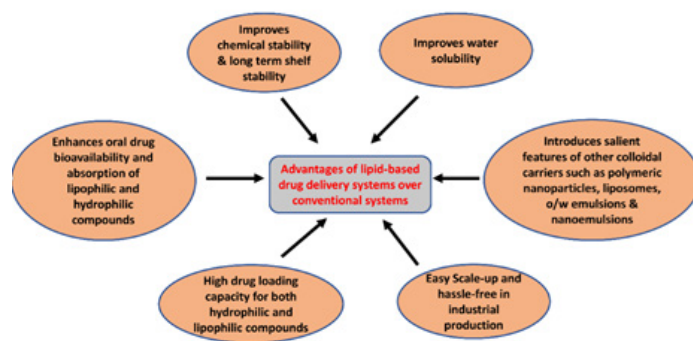 Improves
chemical stability
& long term shelf
stability
Improves water
solubility
Enhances oral drug
bioavailability and
absorption of
lipophilic and
hydrophilic
compounds
Advantages of lipid-based
drug delivery systems over
conventional systems
Introduces salient
features of other colloidal
carriers such as polymeric
nanoparticles, liposomes,
o/w emulsions &
nanoemulsions
High drug loading
capacity for both
hydrophilic and
lipophilic compounds
Easy Scale-up and
hassle-free in
industrial
production